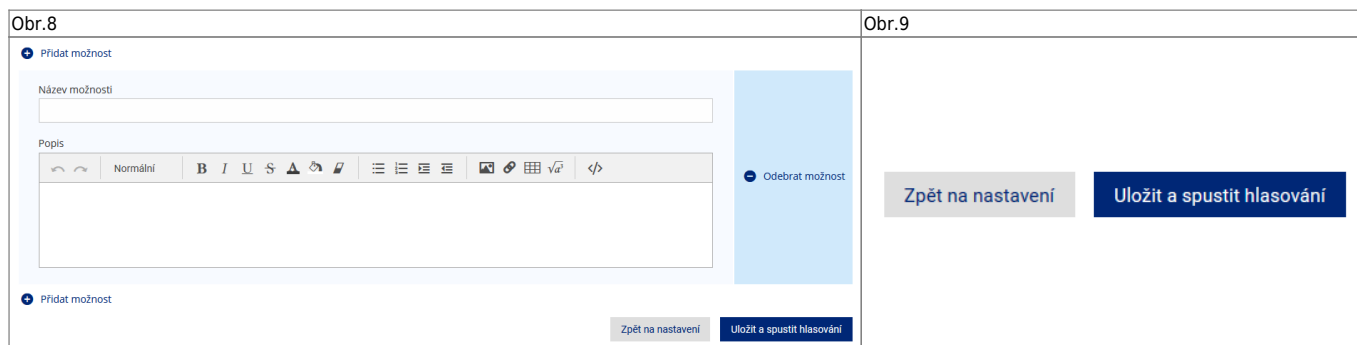 Obr.8
Obr.9
Přidat možnost
Název možnosti
Popis
Normální
B I U S A √a³ </>
Odebrat možnost
Přidat možnost
Zpět na nastavení Uložit a spustit hlasování
Zpět na nastavení Uložit a spustit hlasování